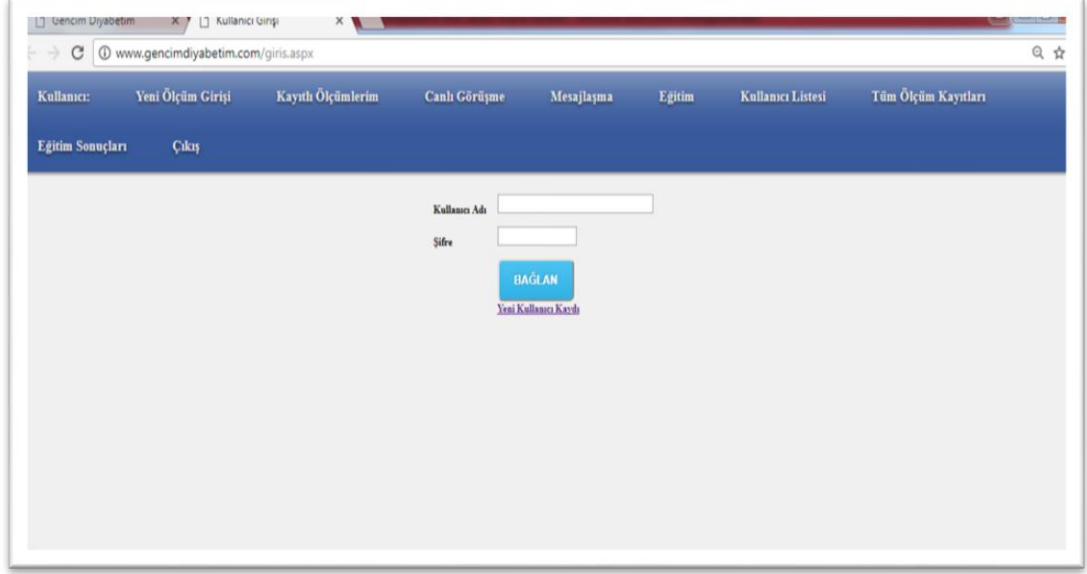 Gencim Diyabetim
Kullanıcı Girişi
www.gencimdiyabetim.com/giris.aspx
Kullanıcı: Yeni Ölçüm Girişi Kayıtlı Ölçümlerim Canlı Görüşme Mesajlaşma Eğitim Kullanıcı Listesi Tüm Ölçüm Kayıtları
Eğitim Sonuçları Çıkış
Kullanıcı Adı
Şifre
BAĞLAN
Yeni Kullanıcı Kaydı